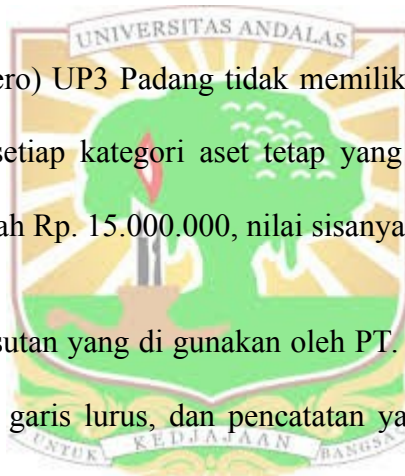 UNIVERSITAS ANDALAS
ero) UP3 Padang tidak memilik
setiap kategori aset tetap yang
ah Rp. 15.000.000, nilai sisanya
sutan yang di gunakan oleh PT.
garis lurus, dan pencatatan ya
UNTUK KEDJAJAAN BANGSA